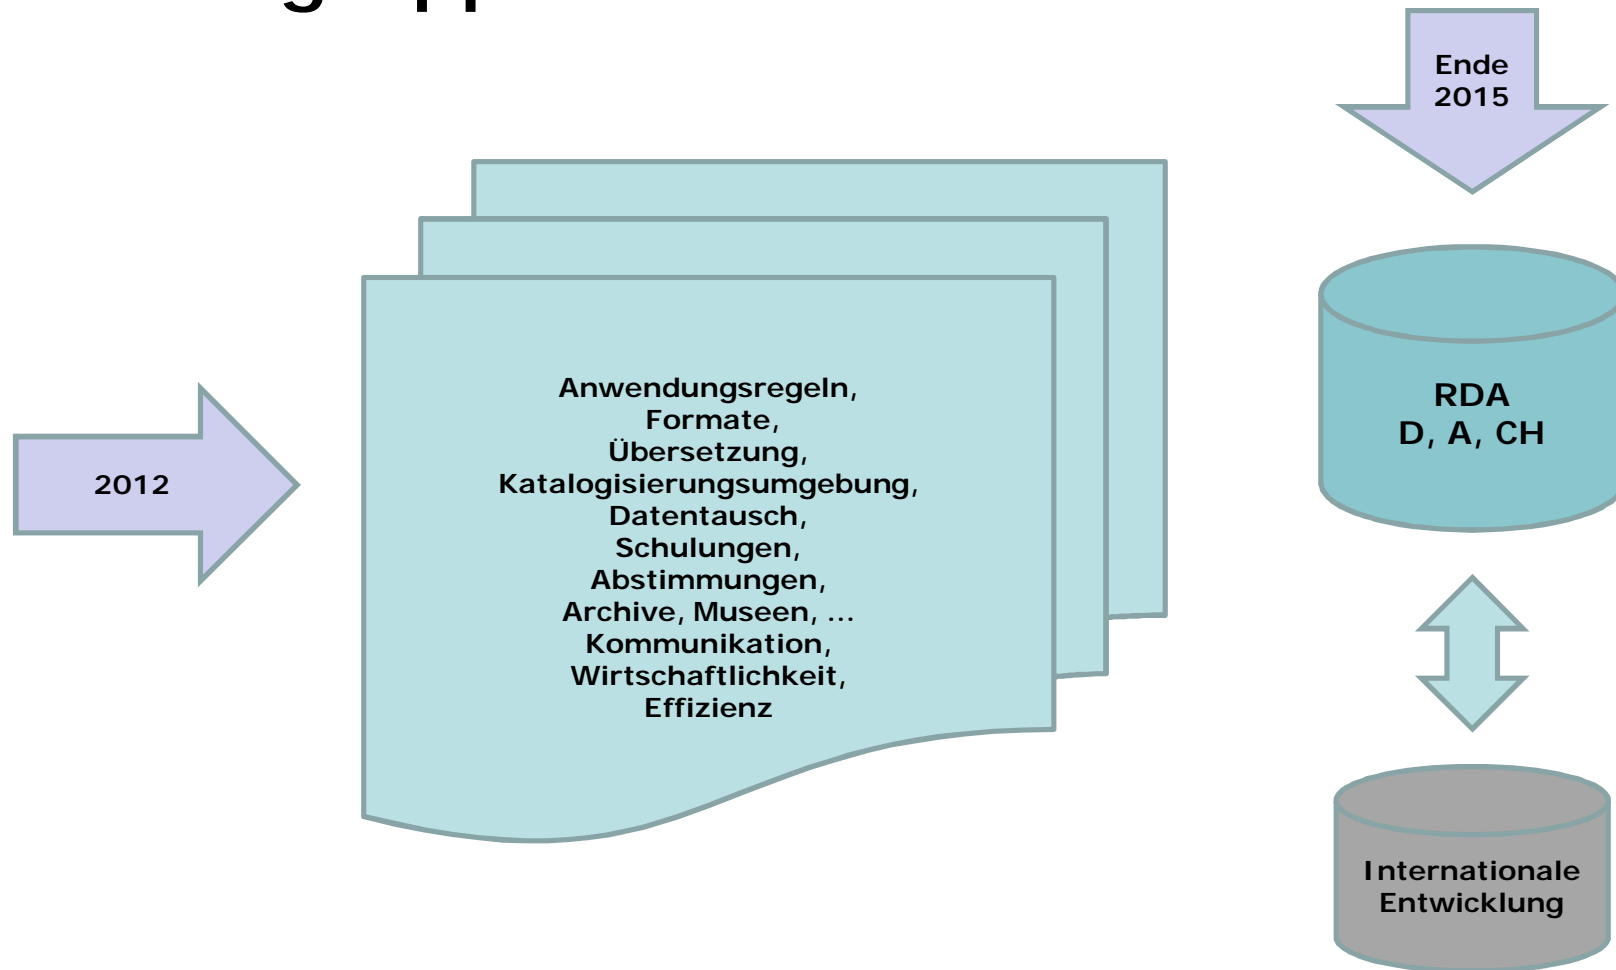 2012
Anwendungsregeln,
Formate,
Übersetzung,
Katalogisierungsumgebung,
Datentausch,
Schulungen,
Abstimmungen,
Archive, Museen, ...
Kommunikation,
Wirtschaftlichkeit,
Effizienz
Ende
2015
RDA
D, A, CH
Internationale
Entwicklung